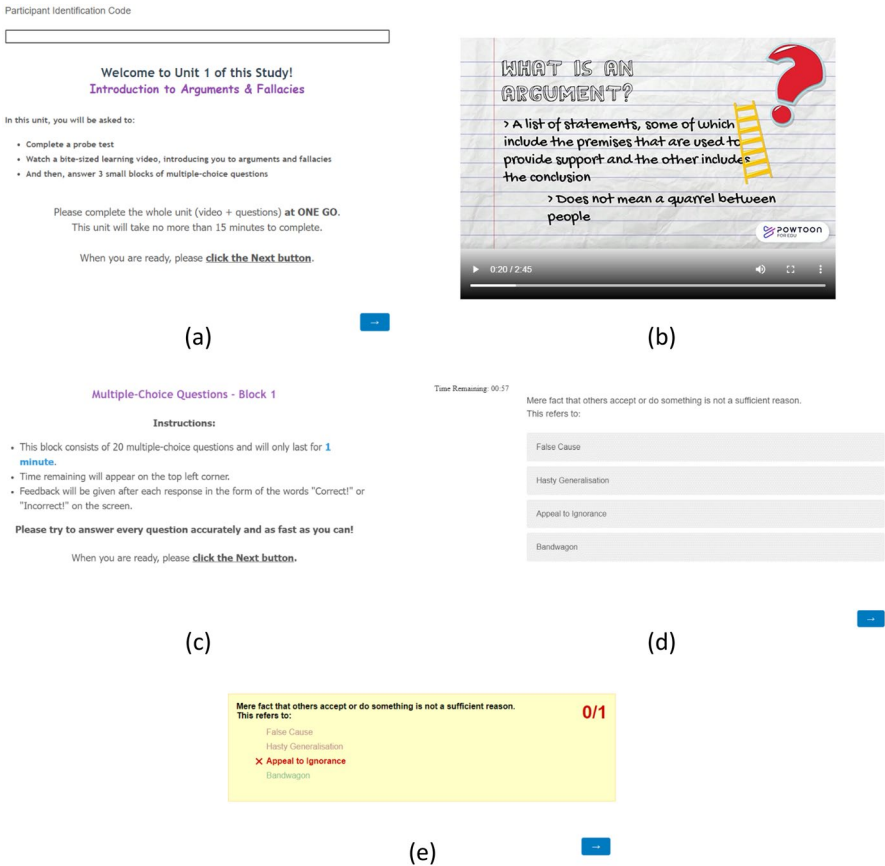 Participant Identification Code
Welcome to Unit 1 of this Study!
Introduction to Arguments & Fallacies
In this unit, you will be asked to:
• Complete a probe test
• Watch a bite-sized learning video, introducing you to arguments and fallacies
• And then, answer 3 small blocks of multiple-choice questions
Please complete the whole unit (video + questions) at ONE GO.
This unit will take no more than 15 minutes to complete.
When you are ready, please click the Next button.
→
(a)
WHAT IS AN
ARGUMENT?
> A list of statements, some of which
include the premises that are used to
provide support and the other includes
the conclusion
> Does not mean a quarrel between
people
POWTOON
FOR EDU
0:20 / 2:45
(b)
Multiple-Choice Questions - Block 1
Instructions:
• This block consists of 20 multiple-choice questions and will only last for 1
minute.
• Time remaining will appear on the top left corner.
• Feedback will be given after each response in the form of the words "Correct!" or
"Incorrect!" on the screen.
Please try to answer every question accurately and as fast as you can!
When you are ready, please click the Next button.
(c)
Time Remaining: 00:57
Mere fact that others accept or do something is not a sufficient reason.
This refers to:
False Cause
Hasty Generalisation
Appeal to Ignorance
Bandwagon
→
(d)
Mere fact that others accept or do something is not a sufficient reason.
This refers to:
0/1
False Cause
Hasty Generalisation
✕ Appeal to Ignorance
Bandwagon
→
(e)